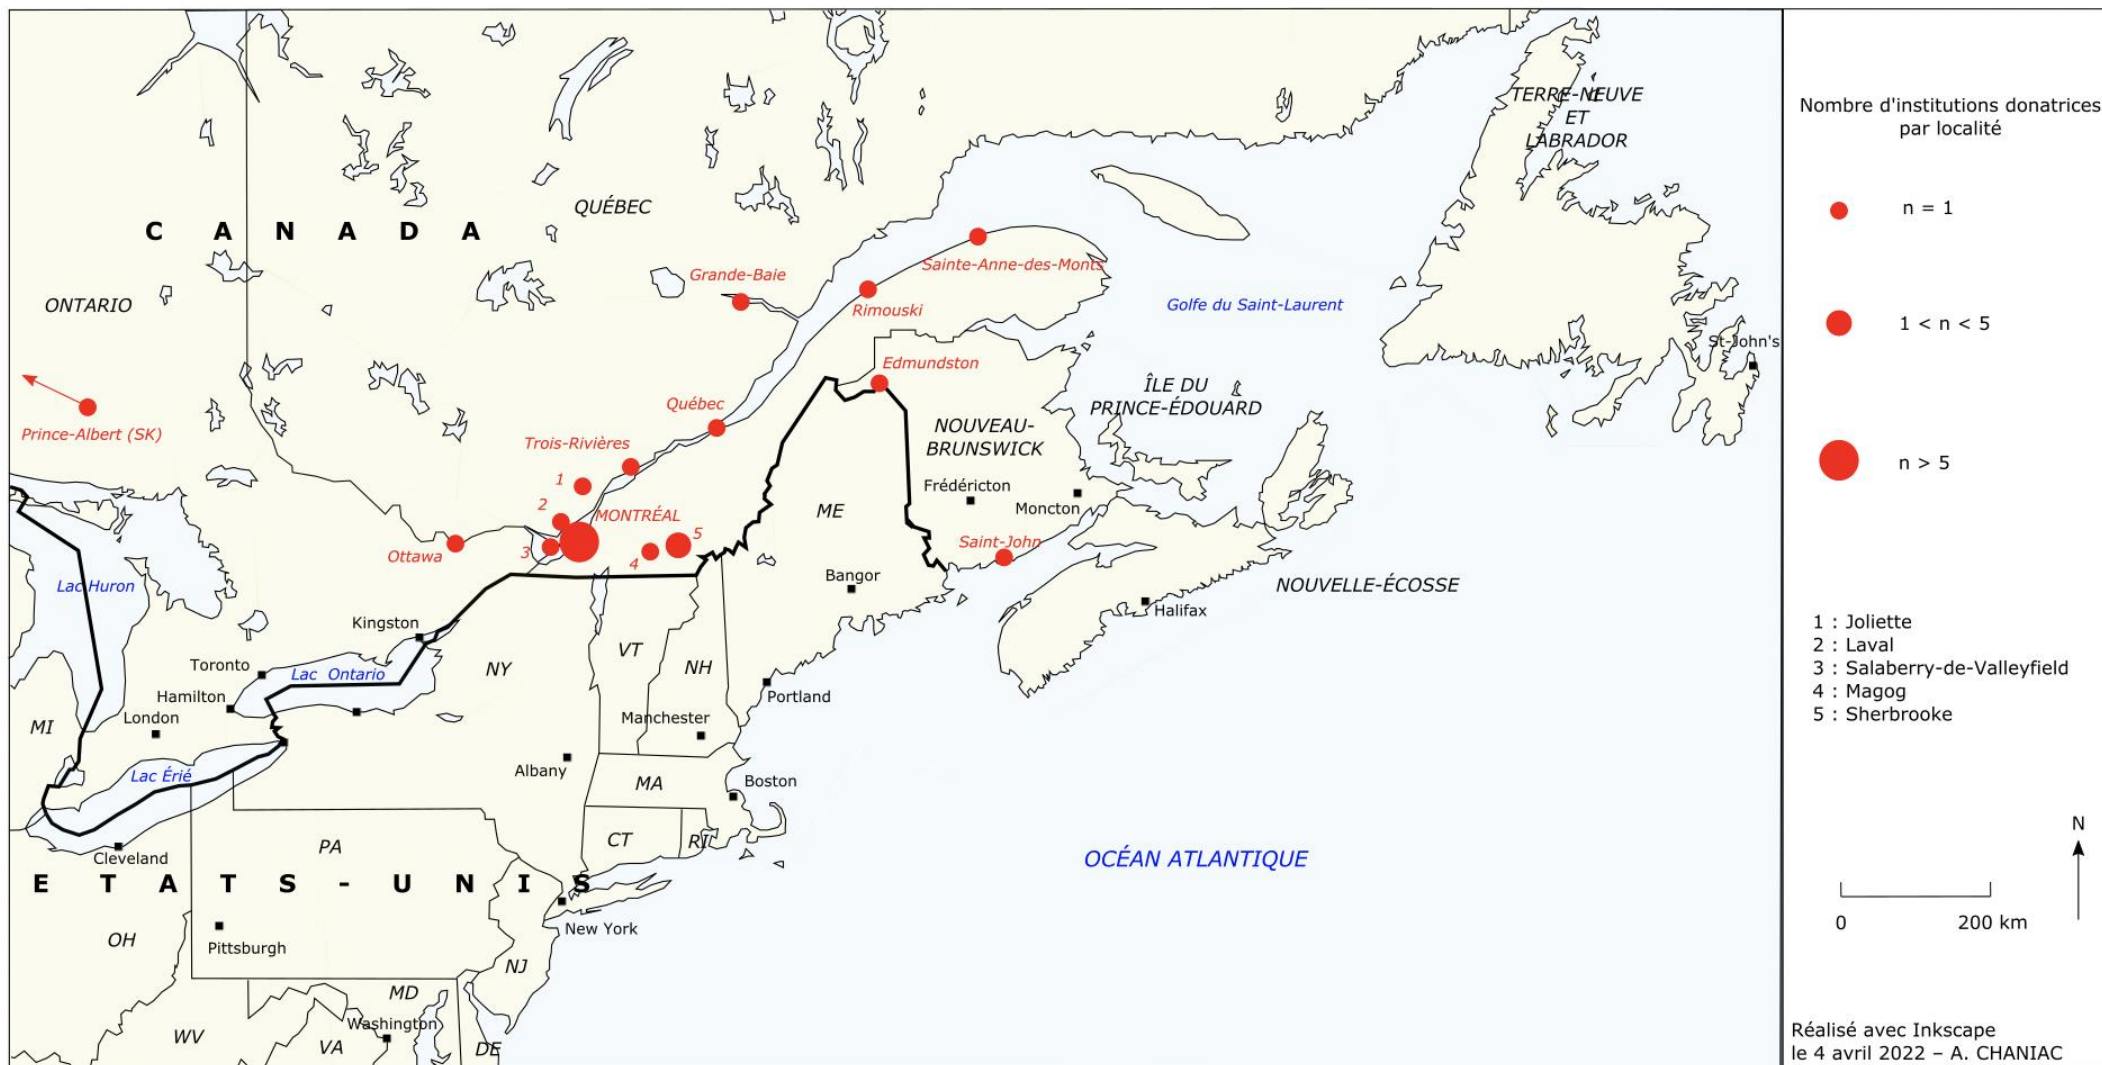 TERRE-NEUVE
ET
LABRADOR
QUÉBEC
CANADA
ONTARIO
Grande-Baie
Sainte-Anne-des-Monts
Rimouski
Golfe du Saint-Laurent
St-John's
Edmundston
ÎLE DU
PRINCE-ÉDOUARD
Prince-Albert (SK)
Québec
Trois-Rivières
NOUVEAU-
BRUNSWICK
1
2
MONTRÉAL
3
4
5
Ottawa
ME
Frédéricton
Moncton
Saint-John
Bangor
NOUVELLE-ÉCOSSE
Halifax
Lac Huron
Kingston
Toronto
Lac Ontario
Hamilton
London
NY
VT
NH
Portland
Manchester
MI
Lac Érié
Albany
MA
Boston
CT
RI
Cleveland
PA
ETATS-UNIS
OCÉAN ATLANTIQUE
New York
OH
Pittsburgh
NJ
MD
Washington
WV
VA
DE
Nombre d'institutions donatrices
par localité
n = 1
1 < n < 5
n > 5
1 : Joliette
2 : Laval
3 : Salaberry-de-Valleyfield
4 : Magog
5 : Sherbrooke
N
0 200 km
Réalisé avec Inkscape
le 4 avril 2022 – A. CHANIAC